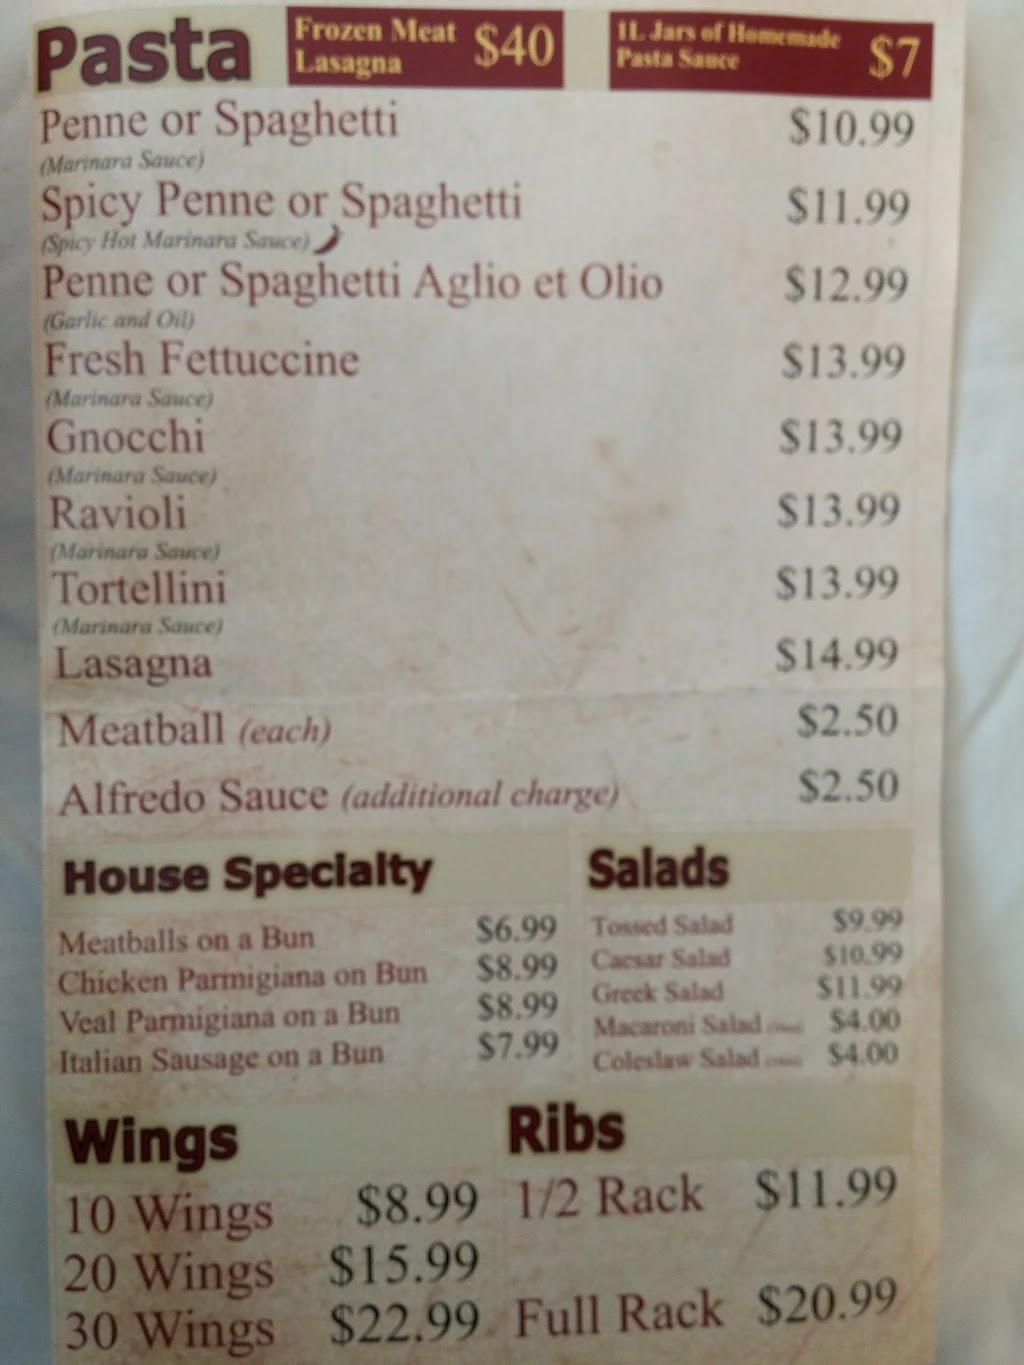 Pasta
Frozen Meat Lasagna $40
1L Jars of Homemade Pasta Sauce $7
Penne or Spaghetti $10.99
(Marinara Sauce)
Spicy Penne or Spaghetti $11.99
(Spicy Hot Marinara Sauce)
Penne or Spaghetti Aglio et Olio $12.99
(Garlic and Oil)
Fresh Fettuccine $13.99
(Marinara Sauce)
Gnocchi $13.99
(Marinara Sauce)
Ravioli $13.99
(Marinara Sauce)
Tortellini $13.99
(Marinara Sauce)
Lasagna $14.99
Meatball (each) $2.50
Alfredo Sauce (additional charge) $2.50
House Specialty
Meatballs on a Bun $6.99
Chicken Parmigiana on Bun $8.99
Veal Parmigiana on a Bun $8.99
Italian Sausage on a Bun $7.99
Salads
Tossed Salad $9.99
Caesar Salad $10.99
Greek Salad $11.99
Macaroni Salad $4.00
Coleslaw Salad $4.00
Wings
10 Wings $8.99
20 Wings $15.99
30 Wings $22.99
Ribs
1/2 Rack $11.99
Full Rack $20.99